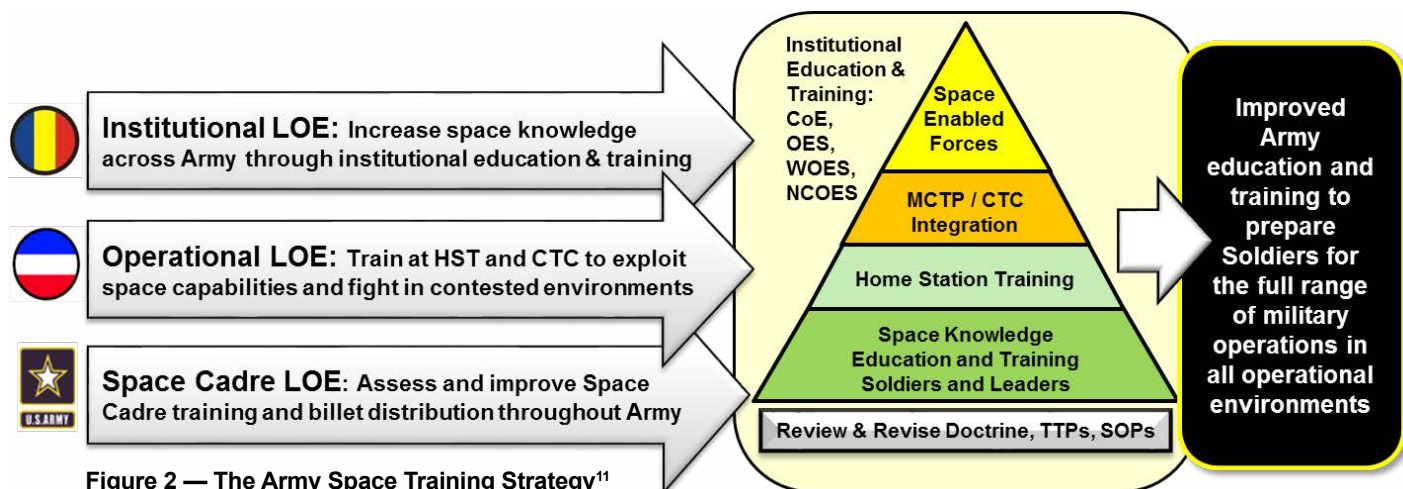 Institutional LOE: Increase space knowledge
across Army through institutional education & training
Operational LOE: Train at HST and CTC to exploit
space capabilities and fight in contested environments
U.S.ARMY
Space Cadre LOE: Assess and improve Space
Cadre training and billet distribution throughout Army
Figure 2 — The Army Space Training Strategy¹¹
Institutional
Education &
Training:
CoE,
OES,
WOES,
NCOES
Space
Enabled
Forces
MCTP / CTC
Integration
Home Station Training
Space Knowledge
Education and Training
Soldiers and Leaders
Review & Revise Doctrine, TTPs, SOPs
Improved
Army
education and
training to
prepare
Soldiers for
the full range
of military
operations in
all operational
environments